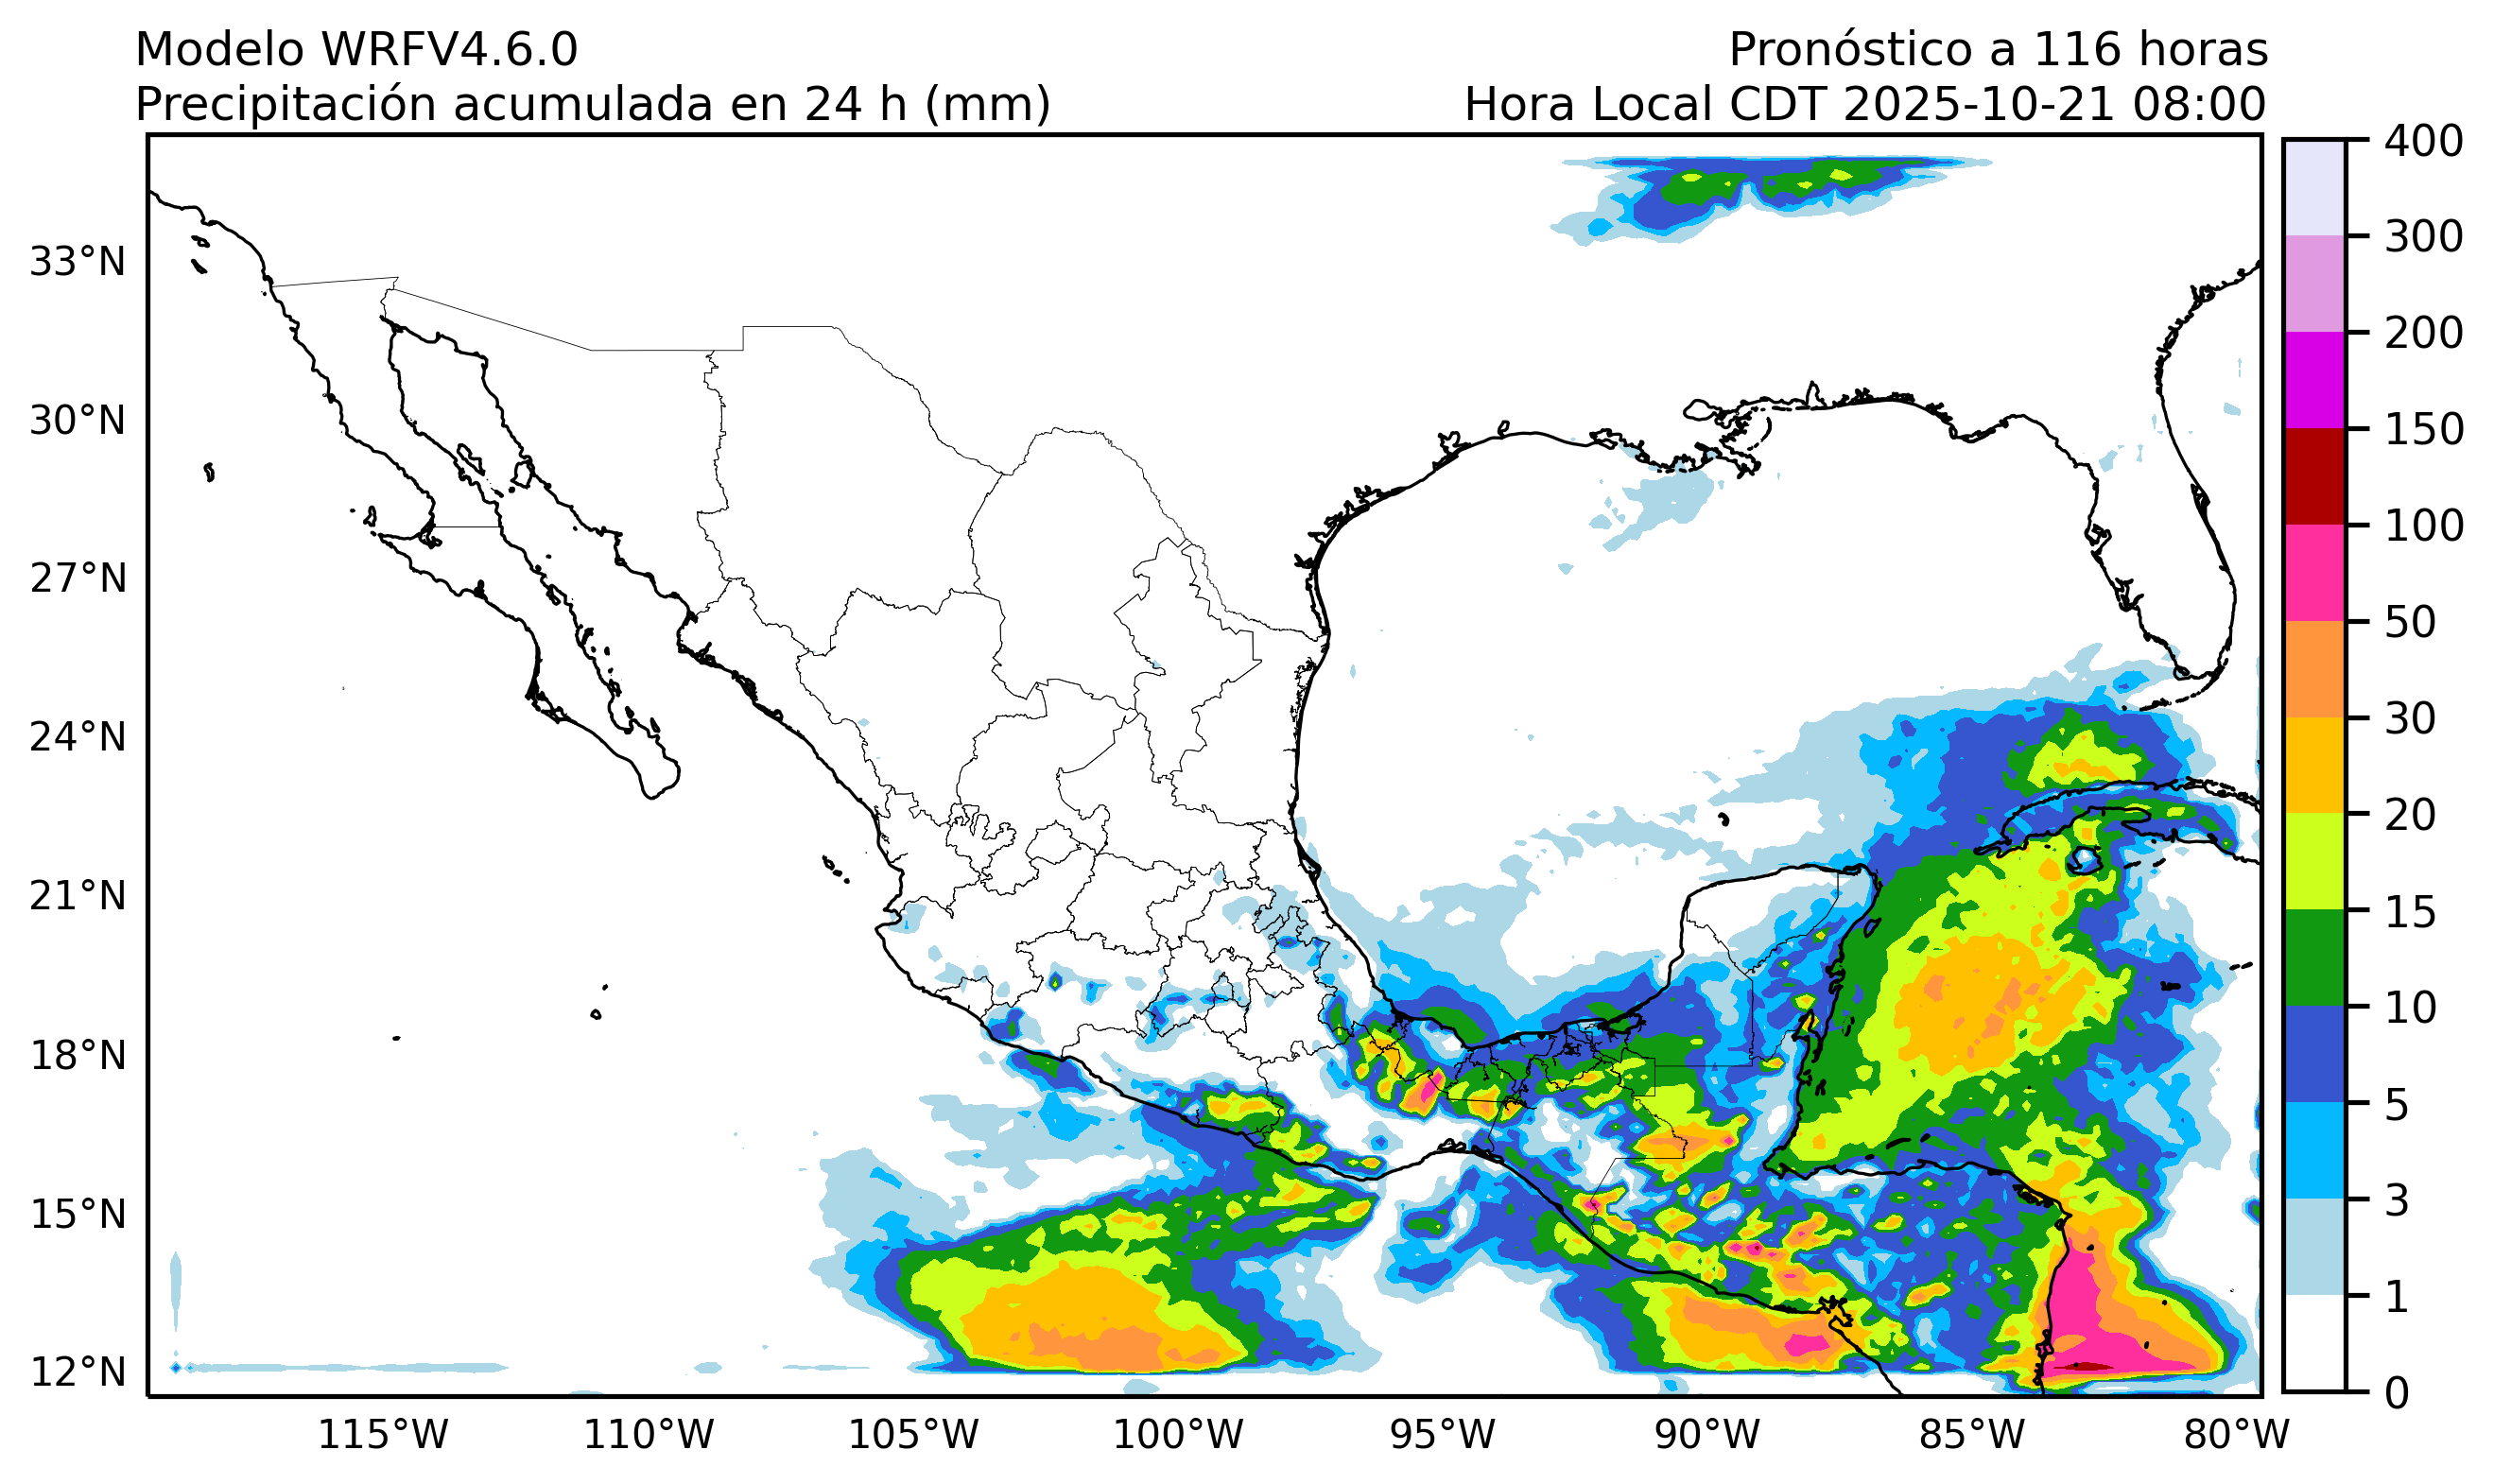 Modelo WRFV4.6.0
Pronóstico a 116 horas
Precipitación acumulada en 24 h (mm)
Hora Local CDT 2025-10-21 08:00
33°N
30°N
27°N
24°N
21°N
18°N
15°N
12°N
115°W
110°W
105°W
100°W
95°W
90°W
85°W
80°W
400
300
200
150
100
50
30
20
15
10
5
3
1
0